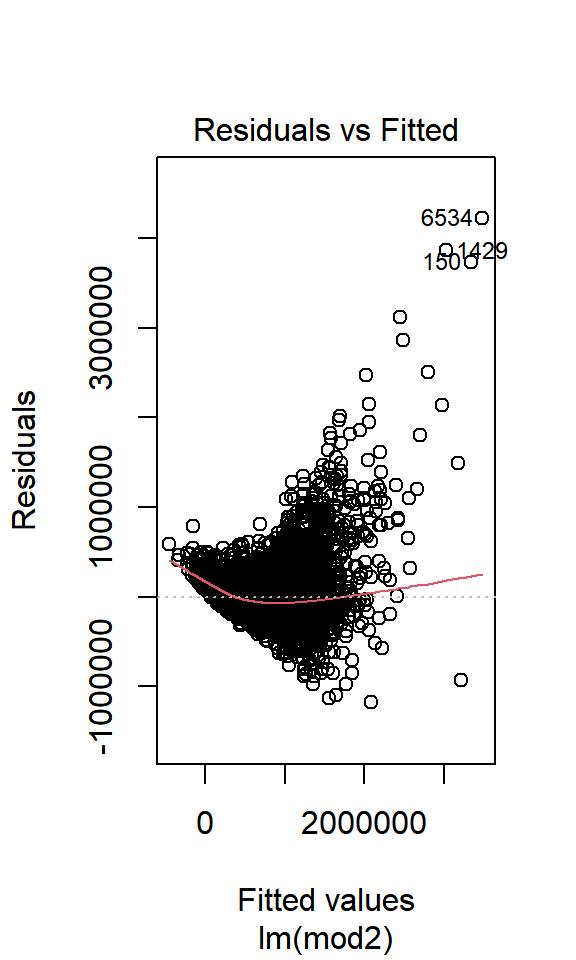 Residuals vs Fitted
6534
1429
150
3000000
1000000
-1000000
Residuals
0 2000000
Fitted values
lm(mod2)